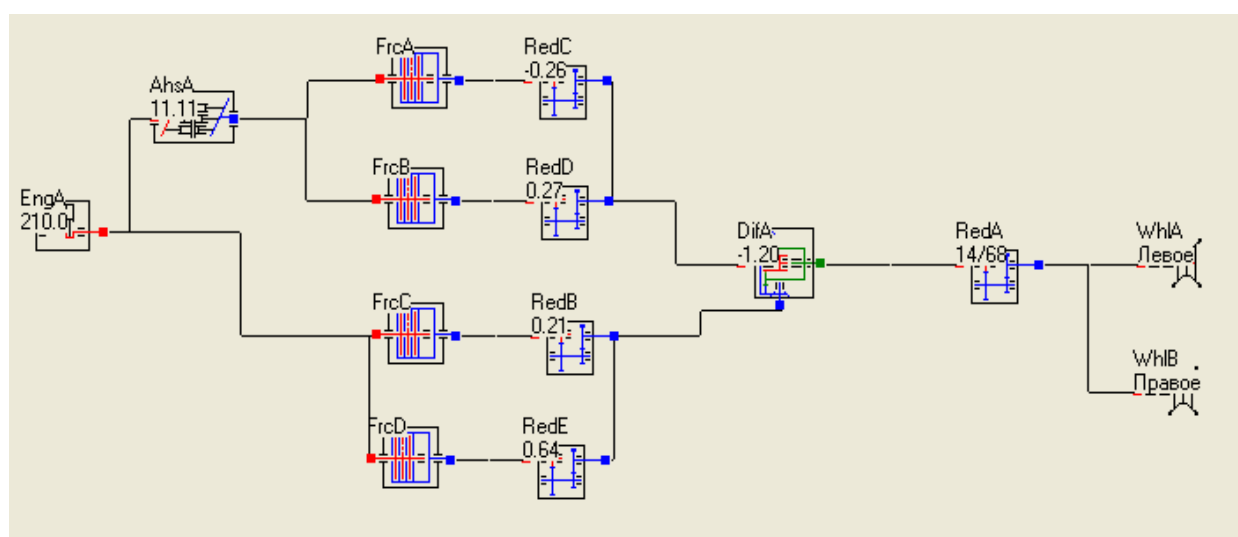 FrcA
RedC
-0.26
AhsA
11.11
FrcB
RedD
0.27
EngA
210.0
DifA
-1.20
RedA
14/68
WhlA
Левое
FrcC
RedB
0.21
WhlB
Правое
FrcD
RedE
0.64